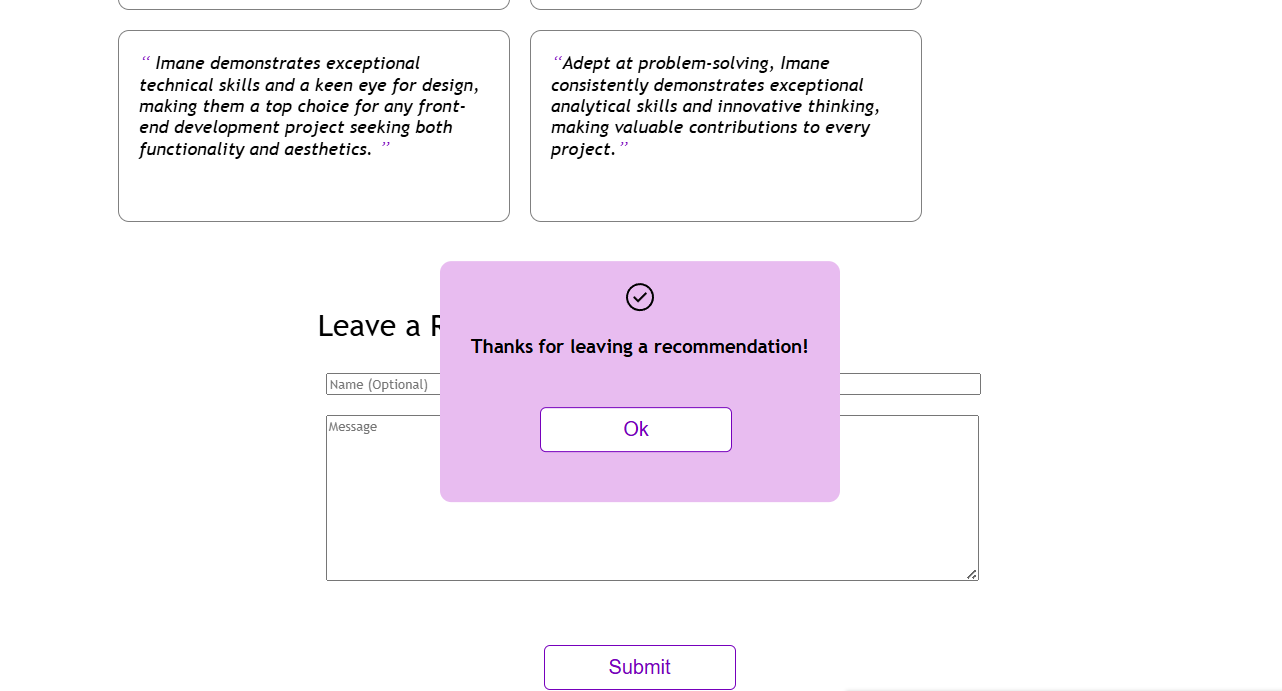 “ Imane demonstrates exceptional
technical skills and a keen eye for design,
making them a top choice for any front-
end development project seeking both
functionality and aesthetics. ”
“Adept at problem-solving, Imane
consistently demonstrates exceptional
analytical skills and innovative thinking,
making valuable contributions to every
project.”
Leave a
Thanks for leaving a recommendation!
Name (Optional)
Message
Ok
Submit